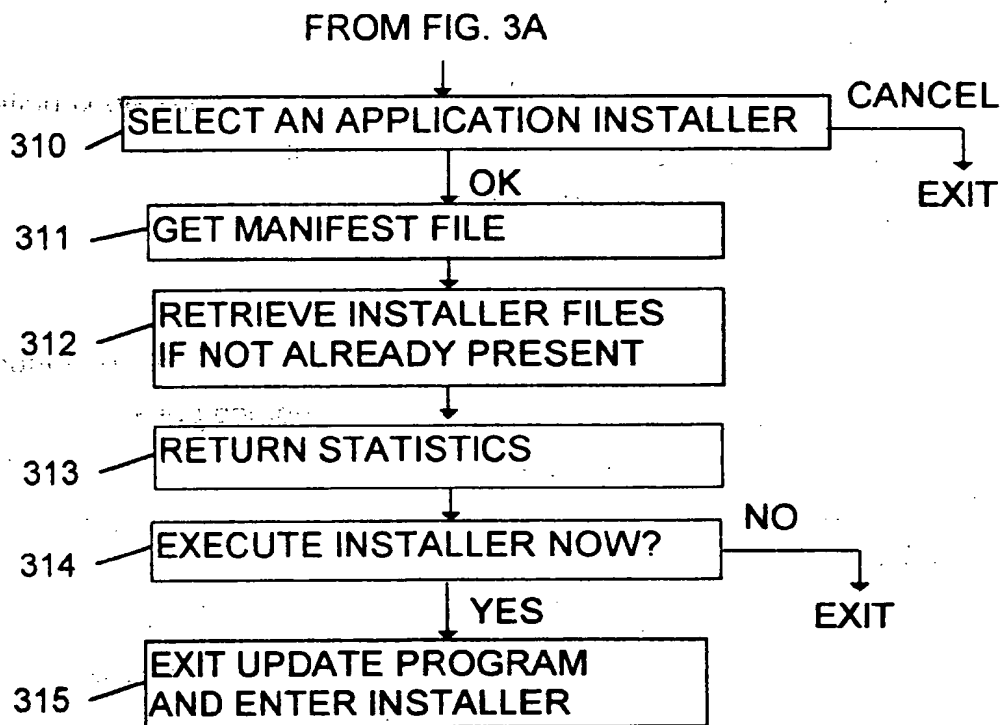 FROM FIG. 3A
CANCEL
310 SELECT AN APPLICATION INSTALLER
EXIT
OK
311 GET MANIFEST FILE
312 RETRIEVE INSTALLER FILES
IF NOT ALREADY PRESENT
313 RETURN STATISTICS
NO
314 EXECUTE INSTALLER NOW?
EXIT
YES
315 EXIT UPDATE PROGRAM
AND ENTER INSTALLER